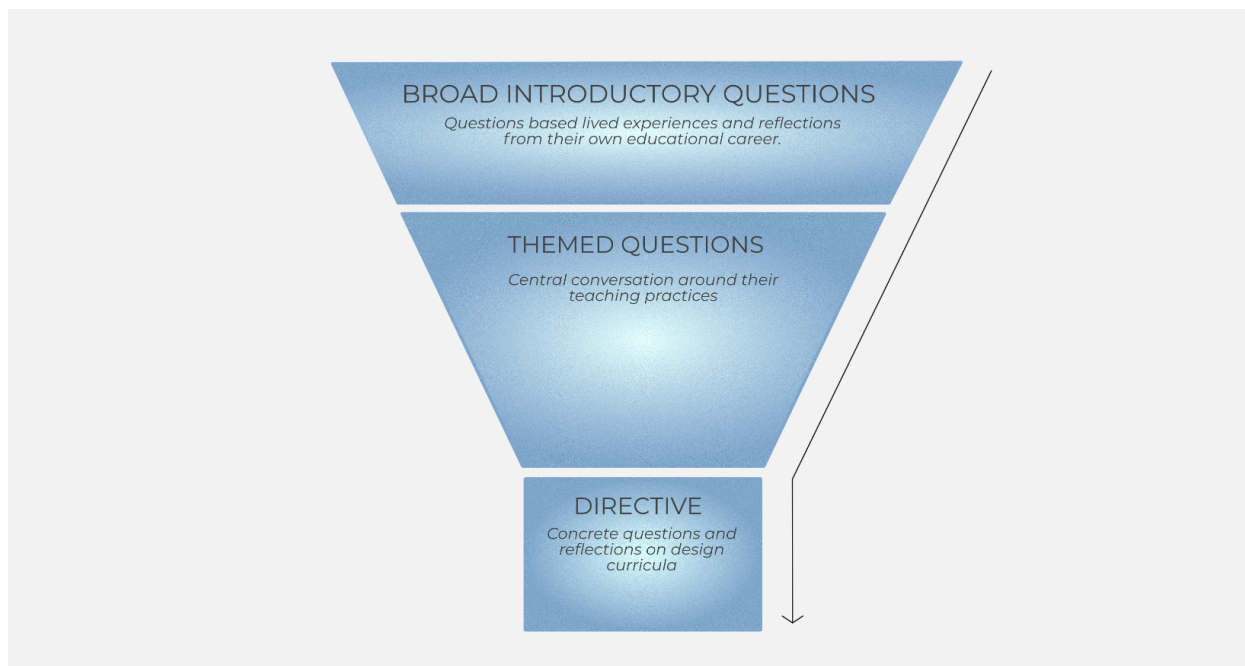 BROAD INTRODUCTORY QUESTIONS
Questions based lived experiences and reflections
from their own educational career.
THEMED QUESTIONS
Central conversation around their
teaching practices
DIRECTIVE
Concrete questions and
reflections on design
curricula